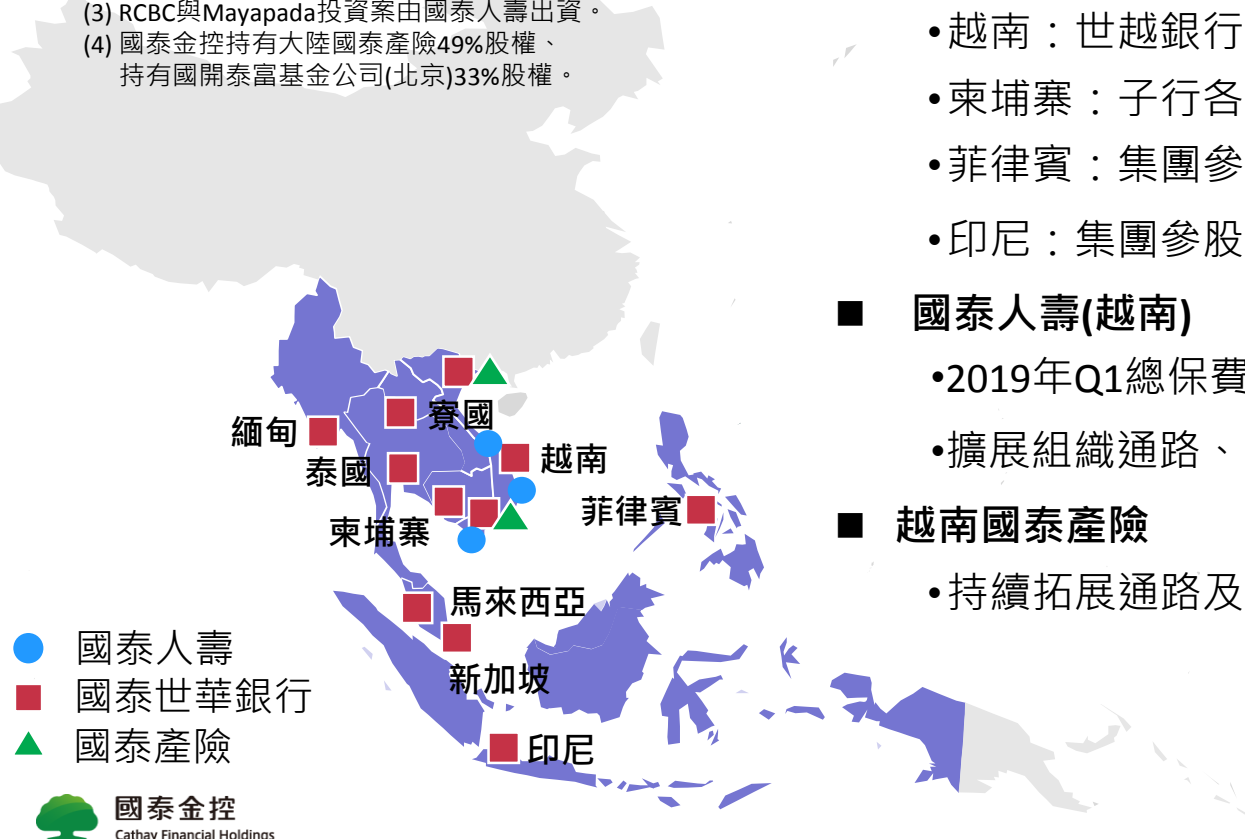 (3) RCBC與Mayapada投資案由國泰人壽出資。
(4) 國泰金控持有大陸國泰產險49%股權、
持有國開泰富基金公司(北京)33%股權。
寮國
緬甸
越南
泰國
菲律賓
柬埔寨
馬來西亞
新加坡
印尼
國泰人壽
國泰世華銀行
國泰產險
國泰金控
Cathay Financial Holdings
•越南：世越銀行
•柬埔寨：子行各
•菲律賓：集團參
•印尼：集團參股
■ 國泰人壽(越南)
•2019年Q1總保費
•擴展組織通路、
■ 越南國泰產險
•持續拓展通路及